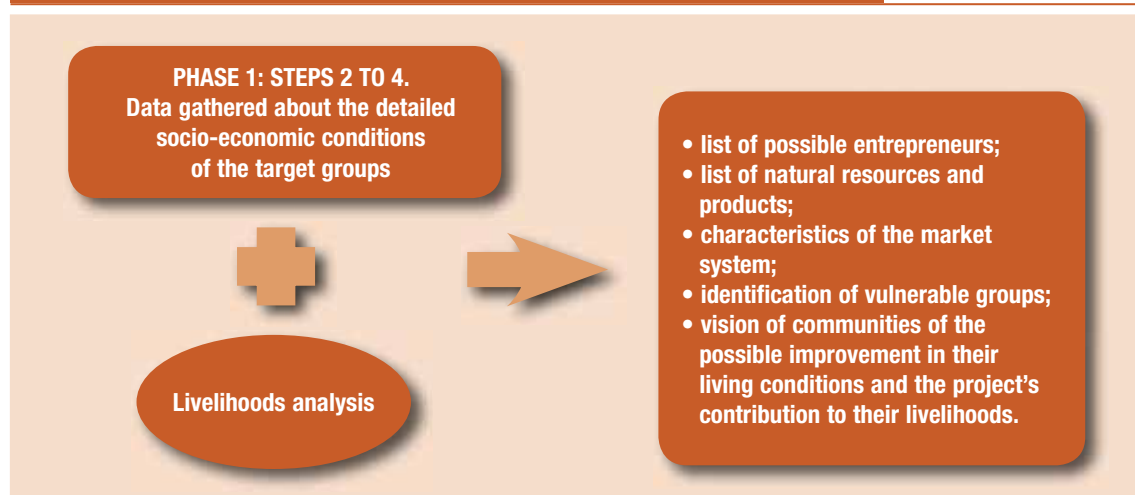 PHASE 1: STEPS 2 TO 4.
Data gathered about the detailed
socio-economic conditions
of the target groups
Livelihoods analysis
• list of possible entrepreneurs;
• list of natural resources and
products;
• characteristics of the market
system;
• identification of vulnerable groups;
• vision of communities of the
possible improvement in their
living conditions and the project's
contribution to their livelihoods.